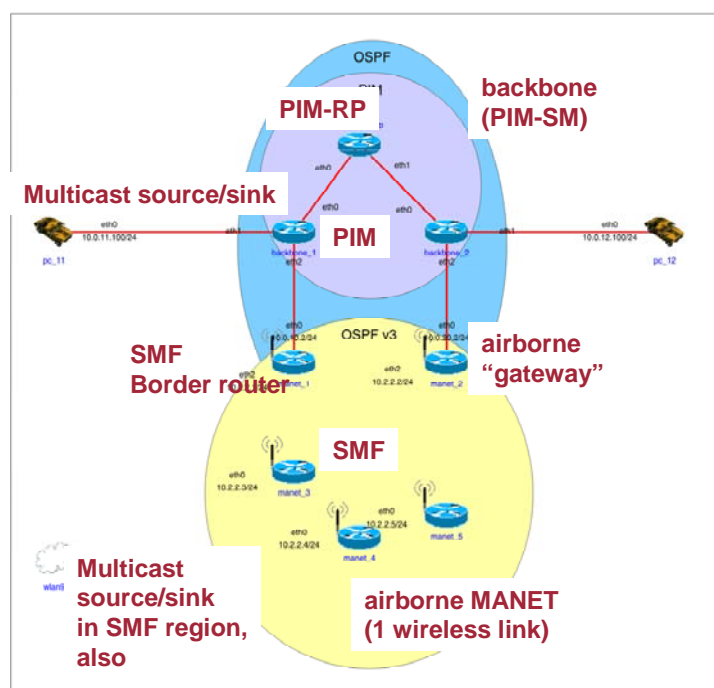 OSPF
backbone
(PIM-SM)
PIM-RP
eth0
eth1
Multicast source/sink
eth0
eth0
eth0
10.0.11.100/24
pc_11
PIM
backbone_1
eth2
backbone_2
eth2
eth1
eth0
10.0.12.100/24
pc_12
eth0
OSPF v3
eth0
SMF
Border router
manet_1
eth2
10.2.2.2/24
manet_2
airborne
“gateway”
SMF
eth0
10.2.2.3/24
manet_3
eth0
10.2.2.4/24
manet_4
eth0
10.2.2.5/24
manet_5
Multicast
source/sink
in SMF region,
also
airborne MANET
(1 wireless link)